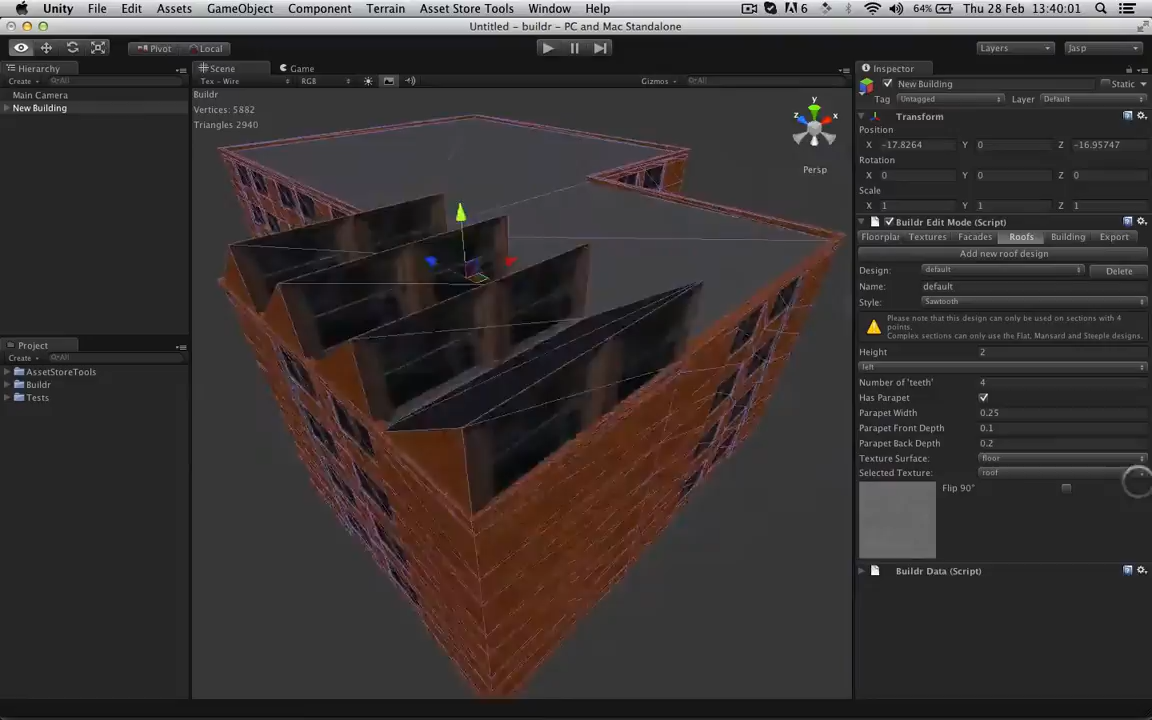 Unity File Edit Assets GameObject Component Terrain Asset Store Tools Window Help 6 64% Thu 28 Feb 13:40:01
Untitled – buildr – PC and Mac Standalone
Pivot Local Layers Jasp
Hierarchy
Create All
Main Camera
New Building
Project
Create All
AssetStoreTools
Buildr
Tests
Scene Game
Tex - Wire RGB Gizmos All
Buildr
Vertices: 5882
Triangles 2940
y
z x
Persp
Inspector
New Building Static
Tag Untagged Layer Default
Transform
Position
X -17.8264 Y 0 Z -16.95747
Rotation
X 0 Y 0 Z 0
Scale
X 1 Y 1 Z 1
Buildr Edit Mode (Script)
Floorplar Textures Facades Roofs Building Export
Add new roof design
Design: default Delete
Name: default
Style: Sawtooth
Please note that this design can only be used on sections with 4
points.
Complex sections can only use the Flat, Mansard and Steeple designs.
Height 2
left
Number of 'teeth' 4
Has Parapet
Parapet Width 0.25
Parapet Front Depth 0.1
Parapet Back Depth 0.2
Texture Surface: floor
Selected Texture: roof
Flip 90°
Buildr Data (Script)